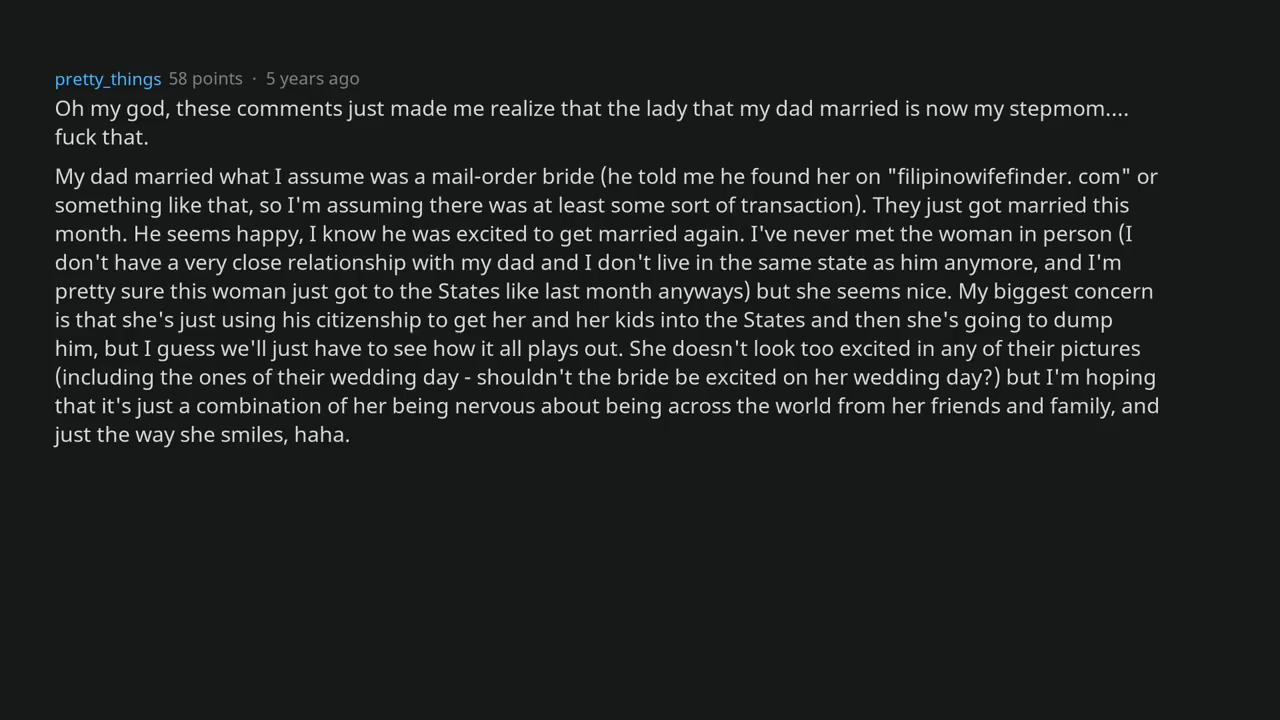 pretty_things 58 points · 5 years ago
Oh my god, these comments just made me realize that the lady that my dad married is now my stepmom....
fuck that.
My dad married what I assume was a mail-order bride (he told me he found her on "filipinowifefinder. com" or
something like that, so I'm assuming there was at least some sort of transaction). They just got married this
month. He seems happy, I know he was excited to get married again. I've never met the woman in person (I
don't have a very close relationship with my dad and I don't live in the same state as him anymore, and I'm
pretty sure this woman just got to the States like last month anyways) but she seems nice. My biggest concern
is that she's just using his citizenship to get her and her kids into the States and then she's going to dump
him, but I guess we'll just have to see how it all plays out. She doesn't look too excited in any of their pictures
(including the ones of their wedding day - shouldn't the bride be excited on her wedding day?) but I'm hoping
that it's just a combination of her being nervous about being across the world from her friends and family, and
just the way she smiles, haha.